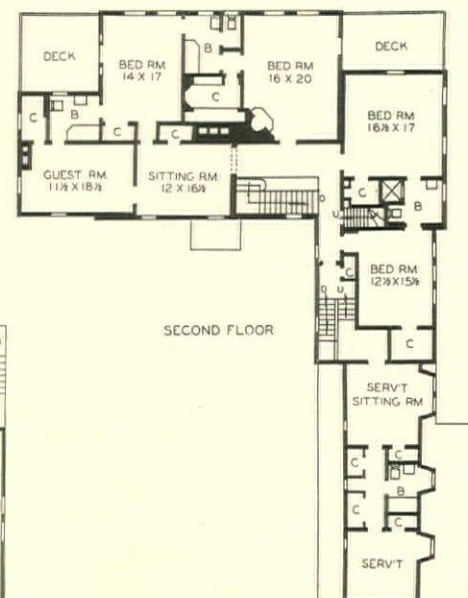 DECK
BED RM
14 X 17
B
C
BED RM
16 X 20
DECK
C
B
C
C
BED RM
16½ X 17
GUEST RM
11½ X 18½
SITTING RM
12 X 16½
C
B
D
U
C
BED RM
12½ X 15½
D
U
C
SECOND FLOOR
SERV'T
SITTING RM
C
C
B
C
C
SERV'T